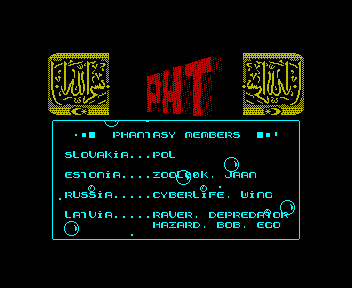 PHT
PHANTASY MEMBERS
SLOVAKiA...POL
ESTONiA....ZOOLOOK, JAAN
RUSSiA.....CYBERLiFE, WiNG
LATViA.....RAVER, DEPREDATOR
HAZARD, BOB, EGO